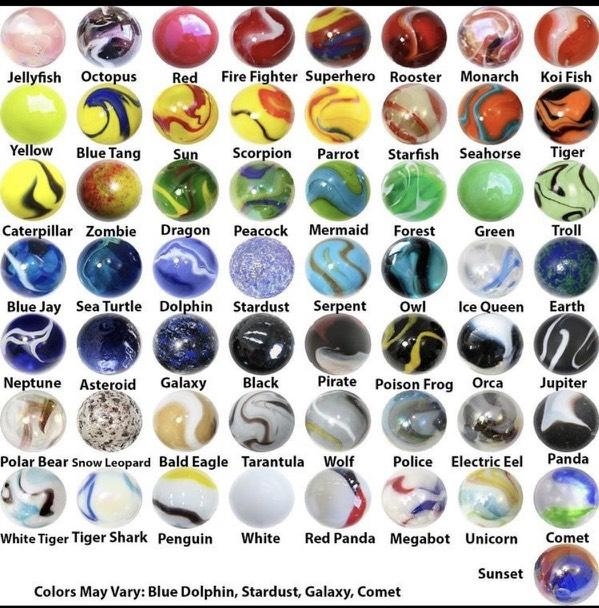 Jellyfish Octopus Red Fire Fighter Superhero Rooster Monarch Koi Fish
Yellow Blue Tang Sun Scorpion Parrot Starfish Seahorse Tiger
Caterpillar Zombie Dragon Peacock Mermaid Forest Green Troll
Blue Jay Sea Turtle Dolphin Stardust Serpent Owl Ice Queen Earth
Neptune Asteroid Galaxy Black Pirate Poison Frog Orca Jupiter
Polar Bear Snow Leopard Bald Eagle Tarantula Wolf Police Electric Eel Panda
White Tiger Tiger Shark Penguin White Red Panda Megabot Unicorn Comet
Sunset
Colors May Vary: Blue Dolphin, Stardust, Galaxy, Comet